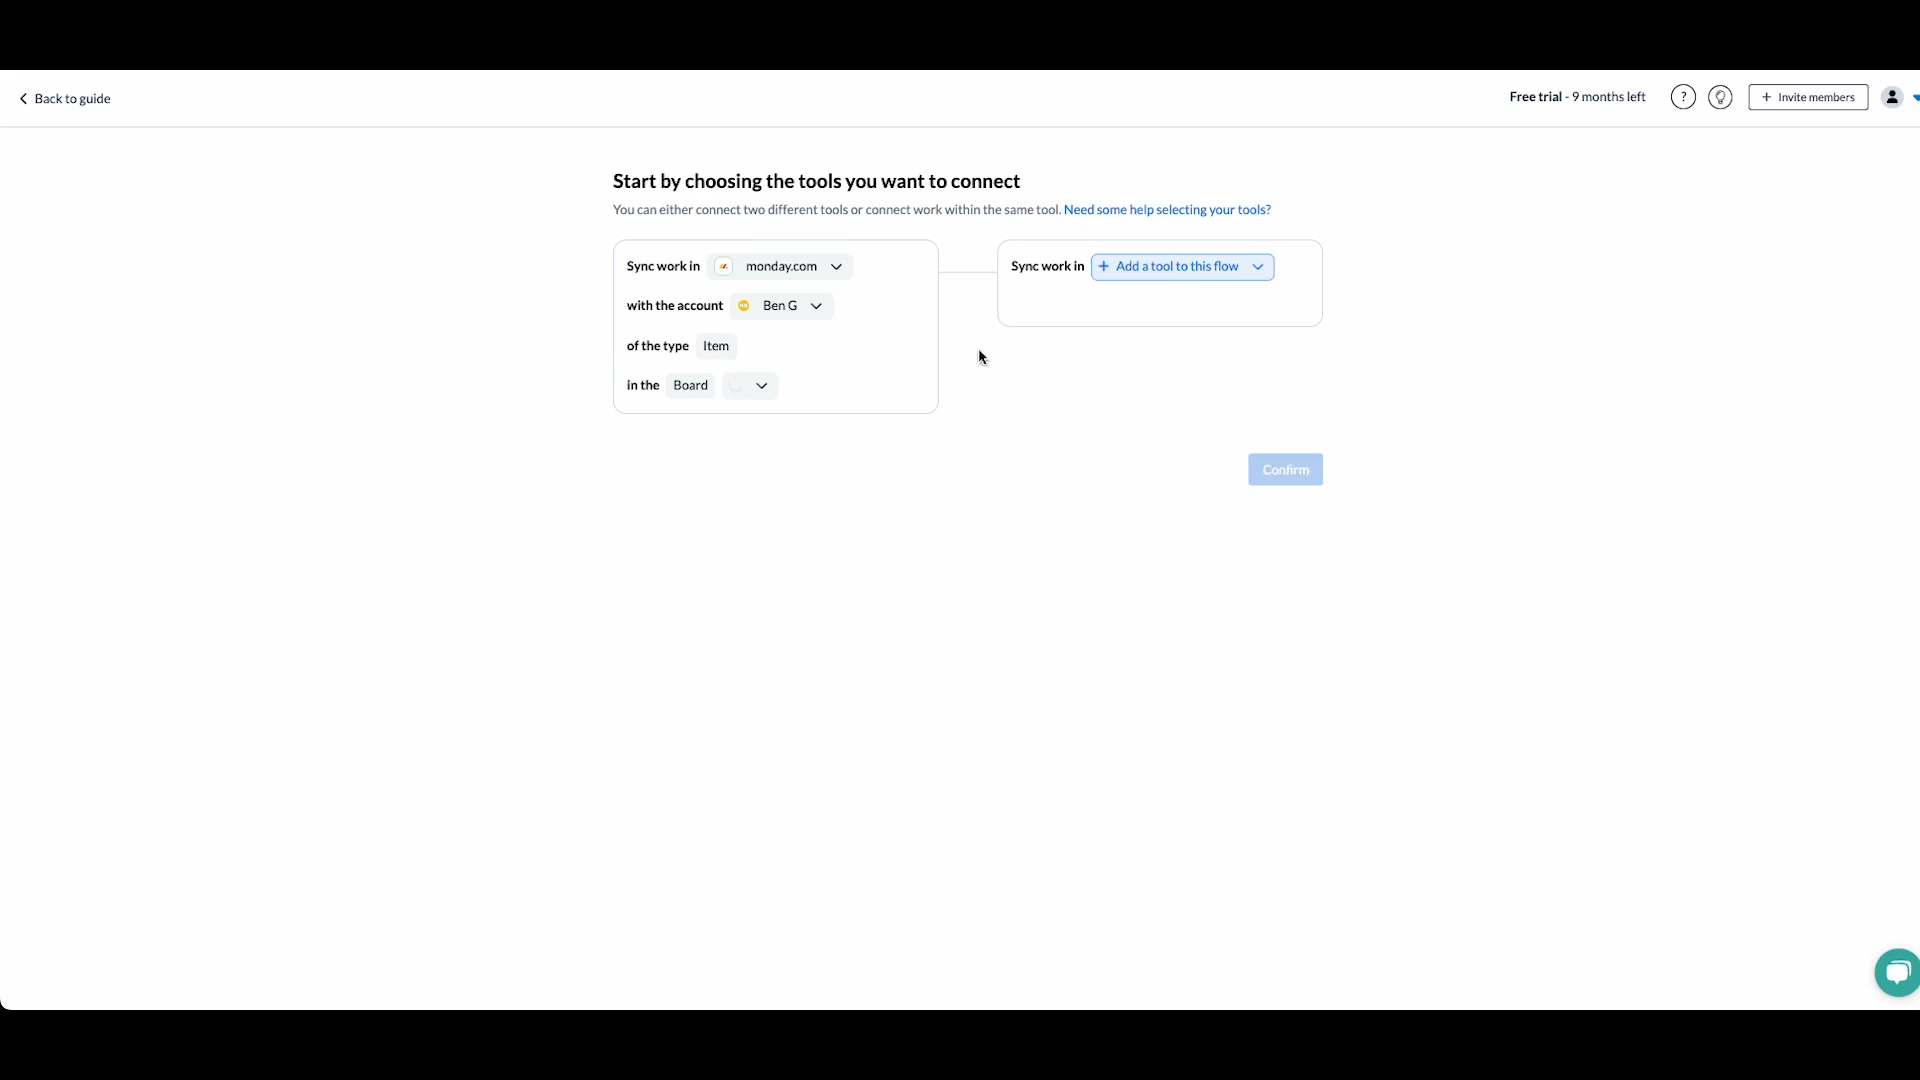 Back to guide
Free trial - 9 months left
?
+ Invite members
Start by choosing the tools you want to connect
You can either connect two different tools or connect work within the same tool. Need some help selecting your tools?
Sync work in monday.com
with the account Ben G
of the type Item
in the Board
Sync work in + Add a tool to this flow
Confirm